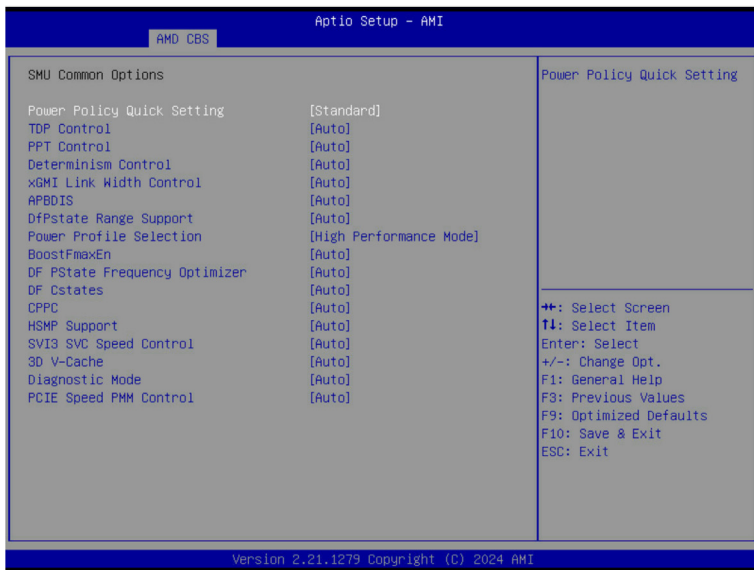 Aptio Setup – AMI
AMD CBS
SMU Common Options
Power Policy Quick Setting [Standard]
TDP Control [Auto]
PPT Control [Auto]
Determinism Control [Auto]
xGMI Link Width Control [Auto]
APBDIS [Auto]
DfPstate Range Support [Auto]
Power Profile Selection [High Performance Mode]
BoostFmaxEn [Auto]
DF PState Frequency Optimizer [Auto]
DF Cstates [Auto]
CPPC [Auto]
HSMP Support [Auto]
SVI3 SVC Speed Control [Auto]
3D V-Cache [Auto]
Diagnostic Mode [Auto]
PCIE Speed PMM Control [Auto]
Power Policy Quick Setting
→←: Select Screen
↑↓: Select Item
Enter: Select
+/-: Change Opt.
F1: General Help
F3: Previous Values
F9: Optimized Defaults
F10: Save & Exit
ESC: Exit
Version 2.21.1279 Copyright (C) 2024 AMI